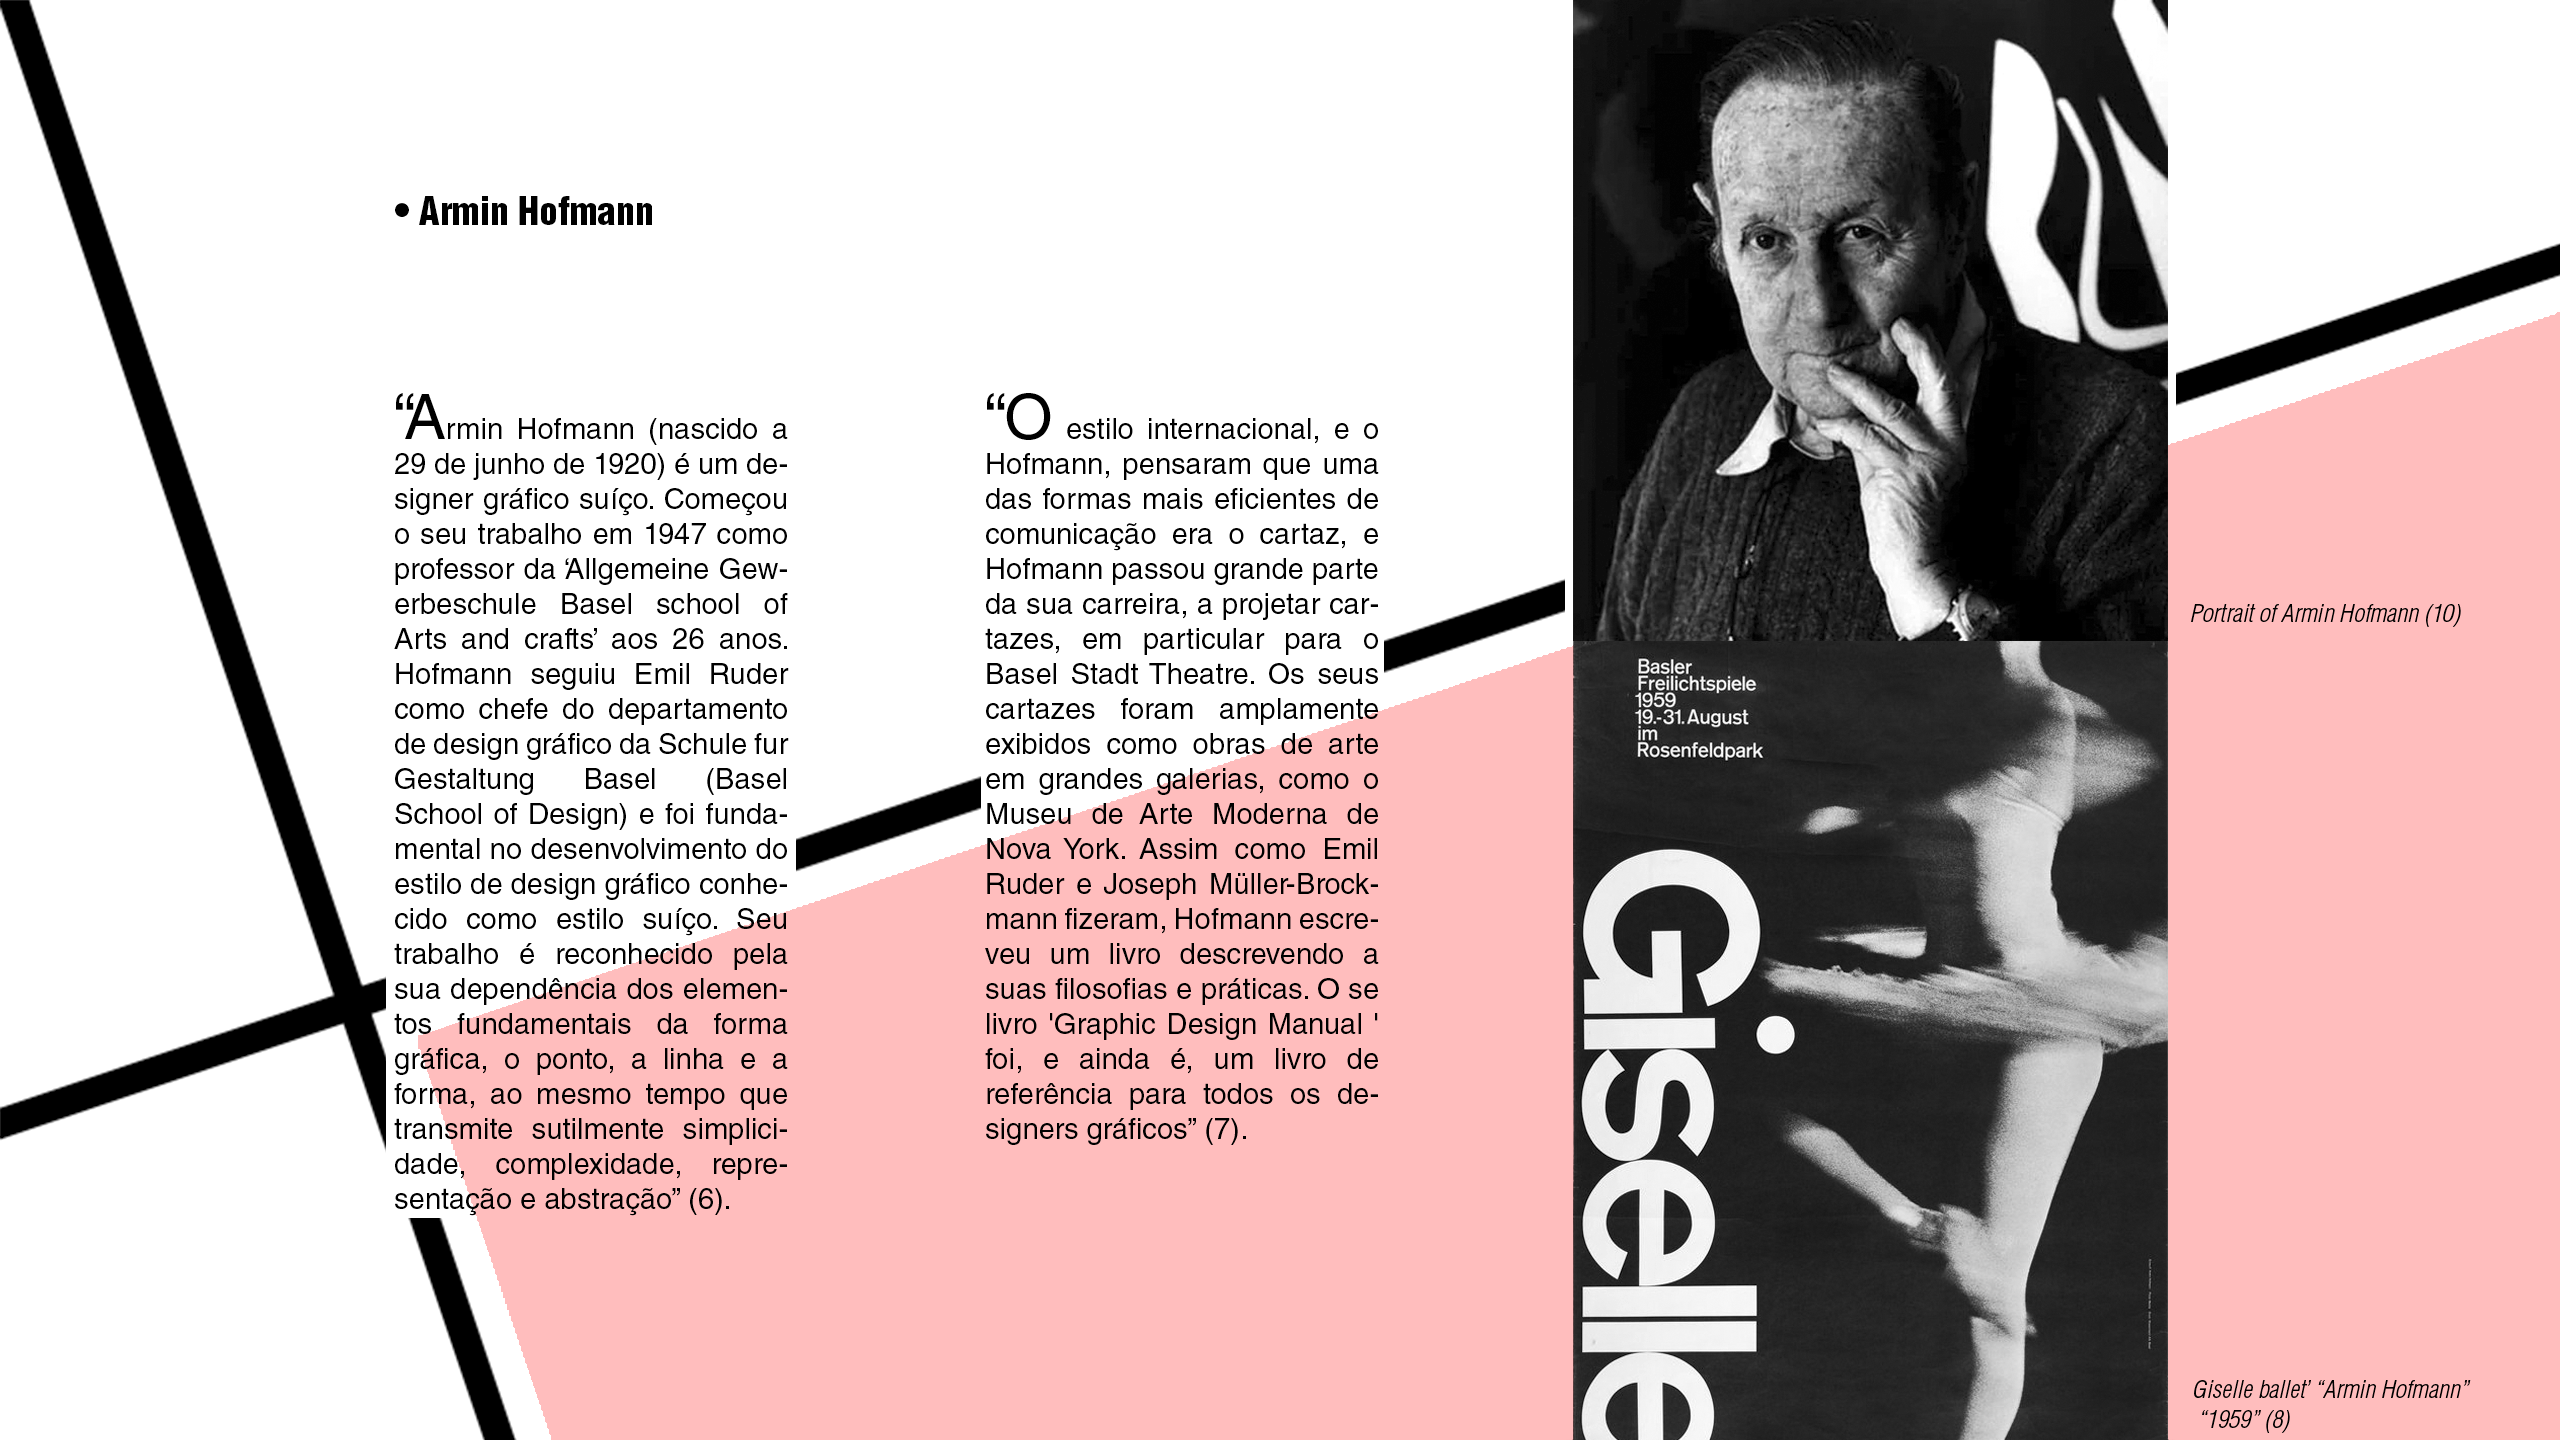 • Armin Hofmann
“Armin Hofmann (nascido a
29 de junho de 1920) é um de-
signer gráfico suíço. Começou
o seu trabalho em 1947 como
professor da ‘Allgemeine Gew-
erbeschule Basel school of
Arts and crafts’ aos 26 anos.
Hofmann seguiu Emil Ruder
como chefe do departamento
de design gráfico da Schule fur
Gestaltung Basel (Basel
School of Design) e foi funda-
mental no desenvolvimento do
estilo de design gráfico conhe-
cido como estilo suíço. Seu
trabalho é reconhecido pela
sua dependência dos elemen-
tos fundamentais da forma
gráfica, o ponto, a linha e a
forma, ao mesmo tempo que
transmite sutilmente simplici-
dade, complexidade, repre-
sentação e abstração” (6).
“O estilo internacional, e o
Hofmann, pensaram que uma
das formas mais eficientes de
comunicação era o cartaz, e
Hofmann passou grande parte
da sua carreira, a projetar car-
tazes, em particular para o
Basel Stadt Theatre. Os seus
cartazes foram amplamente
exibidos como obras de arte
em grandes galerias, como o
Museu de Arte Moderna de
Nova York. Assim como Emil
Ruder e Joseph Müller-Brock-
mann fizeram, Hofmann escre-
veu um livro descrevendo a
suas filosofias e práticas. O se
livro 'Graphic Design Manual '
foi, e ainda é, um livro de
referência para todos os de-
signers gráficos” (7).
Portrait of Armin Hofmann (10)
Basler
Freilichtspiele
1959
19.-31. August
im
Rosenfeldpark
Giselle
Giselle ballet’ “Armin Hofmann”
“1959” (8)